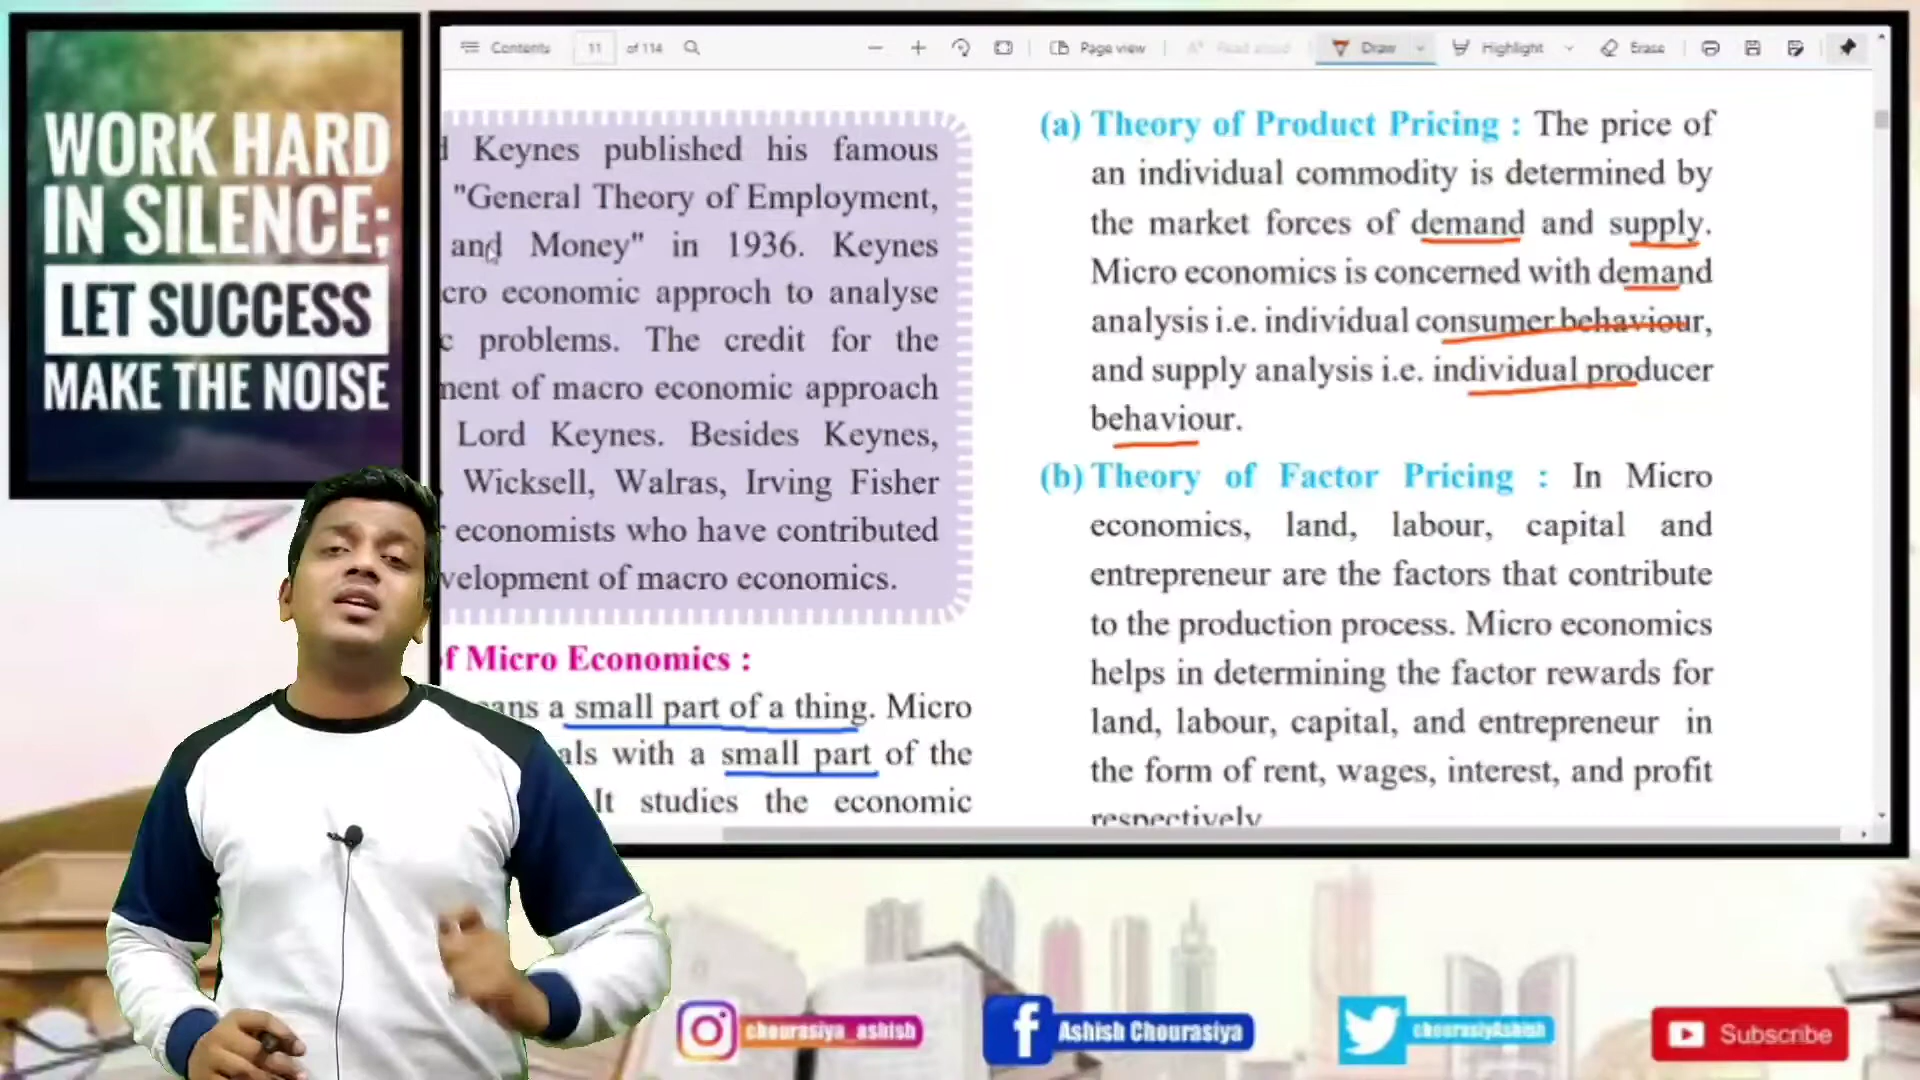 WORK HARD
IN SILENCE;
LET SUCCESS
MAKE THE NOISE
Contents
11
of 114
Page view
Read aloud
Draw
Highlight
Erase
Keynes published his famous
"General Theory of Employment,
and Money" in 1936. Keynes
cro economic approch to analyse
c problems. The credit for the
ment of macro economic approach
Lord Keynes. Besides Keynes,
Wicksell, Walras, Irving Fisher
economists who have contributed
velopment of macro economics.
f Micro Economics :
ans a small part of a thing. Micro
als with a small part of the
It studies the economic
(a) Theory of Product Pricing : The price of
an individual commodity is determined by
the market forces of demand and supply.
Micro economics is concerned with demand
analysis i.e. individual consumer behaviour,
and supply analysis i.e. individual producer
behaviour.
(b) Theory of Factor Pricing : In Micro
economics, land, labour, capital and
entrepreneur are the factors that contribute
to the production process. Micro economics
helps in determining the factor rewards for
land, labour, capital, and entrepreneur in
the form of rent, wages, interest, and profit
respectively
chourasiya_ashish
Ashish Chourasiya
chourasiyAshish
Subscribe